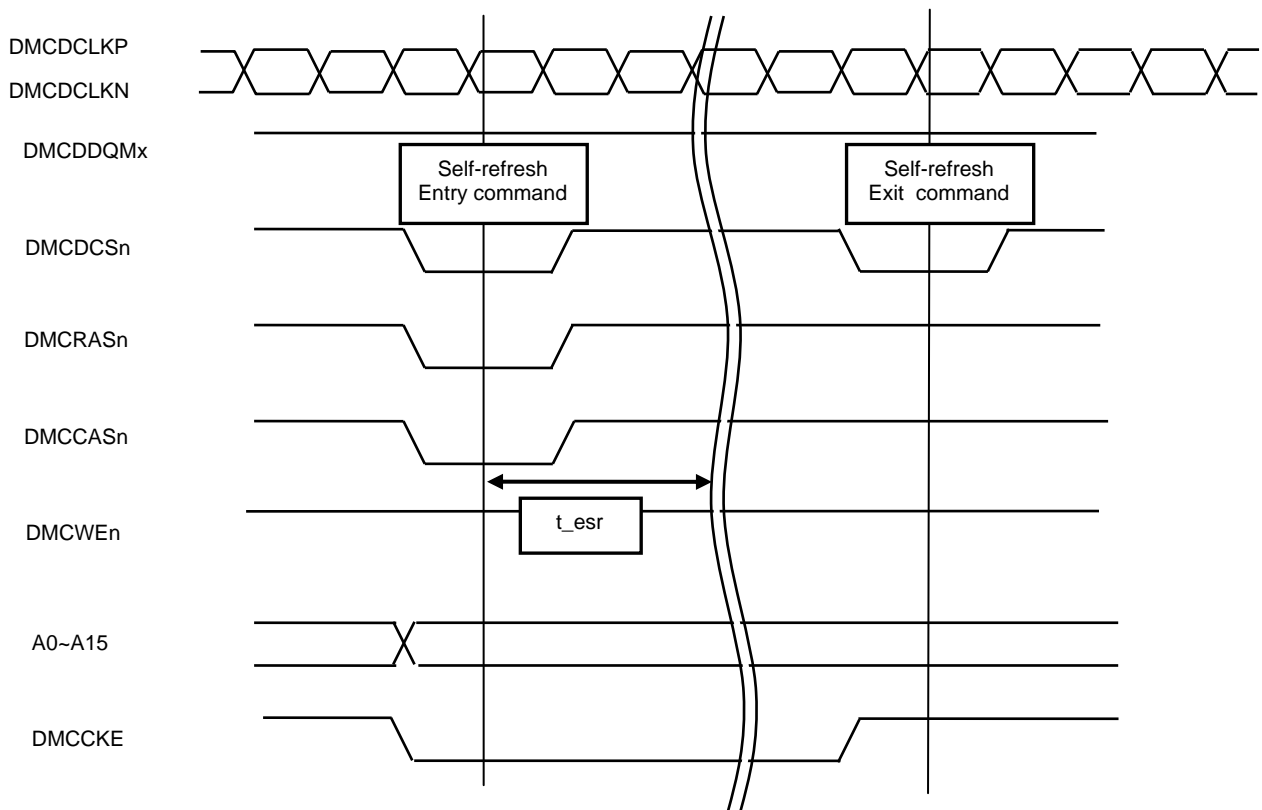 DMCDCLKP
DMCDCLKN
DMCDDQMx
Self-refresh
Entry command
Self-refresh
Exit command
DMCDCSn
DMCRASn
DMCCASn
t_esr
DMCWEn
A0~A15
DMCCKE